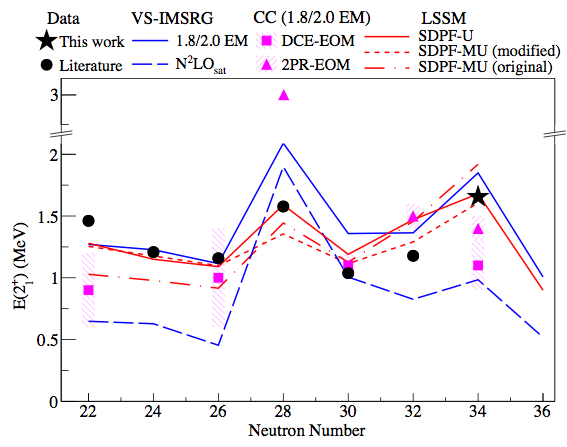 Data VS-IMSRG CC (1.8/2.0 EM) LSSM
This work 1.8/2.0 EM DCE-EOM SDPF-U
SDPF-MU (modified)
Literature N²LOsat 2PR-EOM SDPF-MU (original)
3
2
1.5
1
0.5
0
E(2₁⁺) (MeV)
22 24 26 28 30 32 34 36
Neutron Number